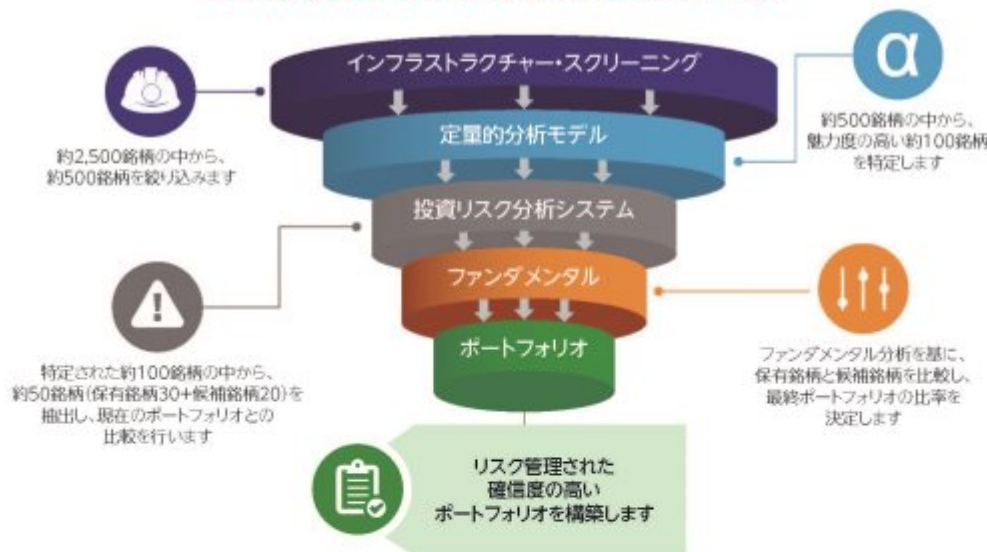 インフラストラクチャー・スクリーニング
α
約2,500銘柄の中から、
約500銘柄を絞り込みます
定量的分析モデル
約500銘柄の中から、
魅力度の高い約100銘柄
を特定します
投資リスク分析システム
ファンダメンタル
特定された約100銘柄の中から、
約50銘柄(保有銘柄30+候補銘柄20)を
抽出し、現在のポートフォリオとの
比較を行います
ファンダメンタル分析を基に、
保有銘柄と候補銘柄を比較し、
最終ポートフォリオの比率を
決定します
ポートフォリオ
リスク管理された
確信度の高い
ポートフォリオを構築します